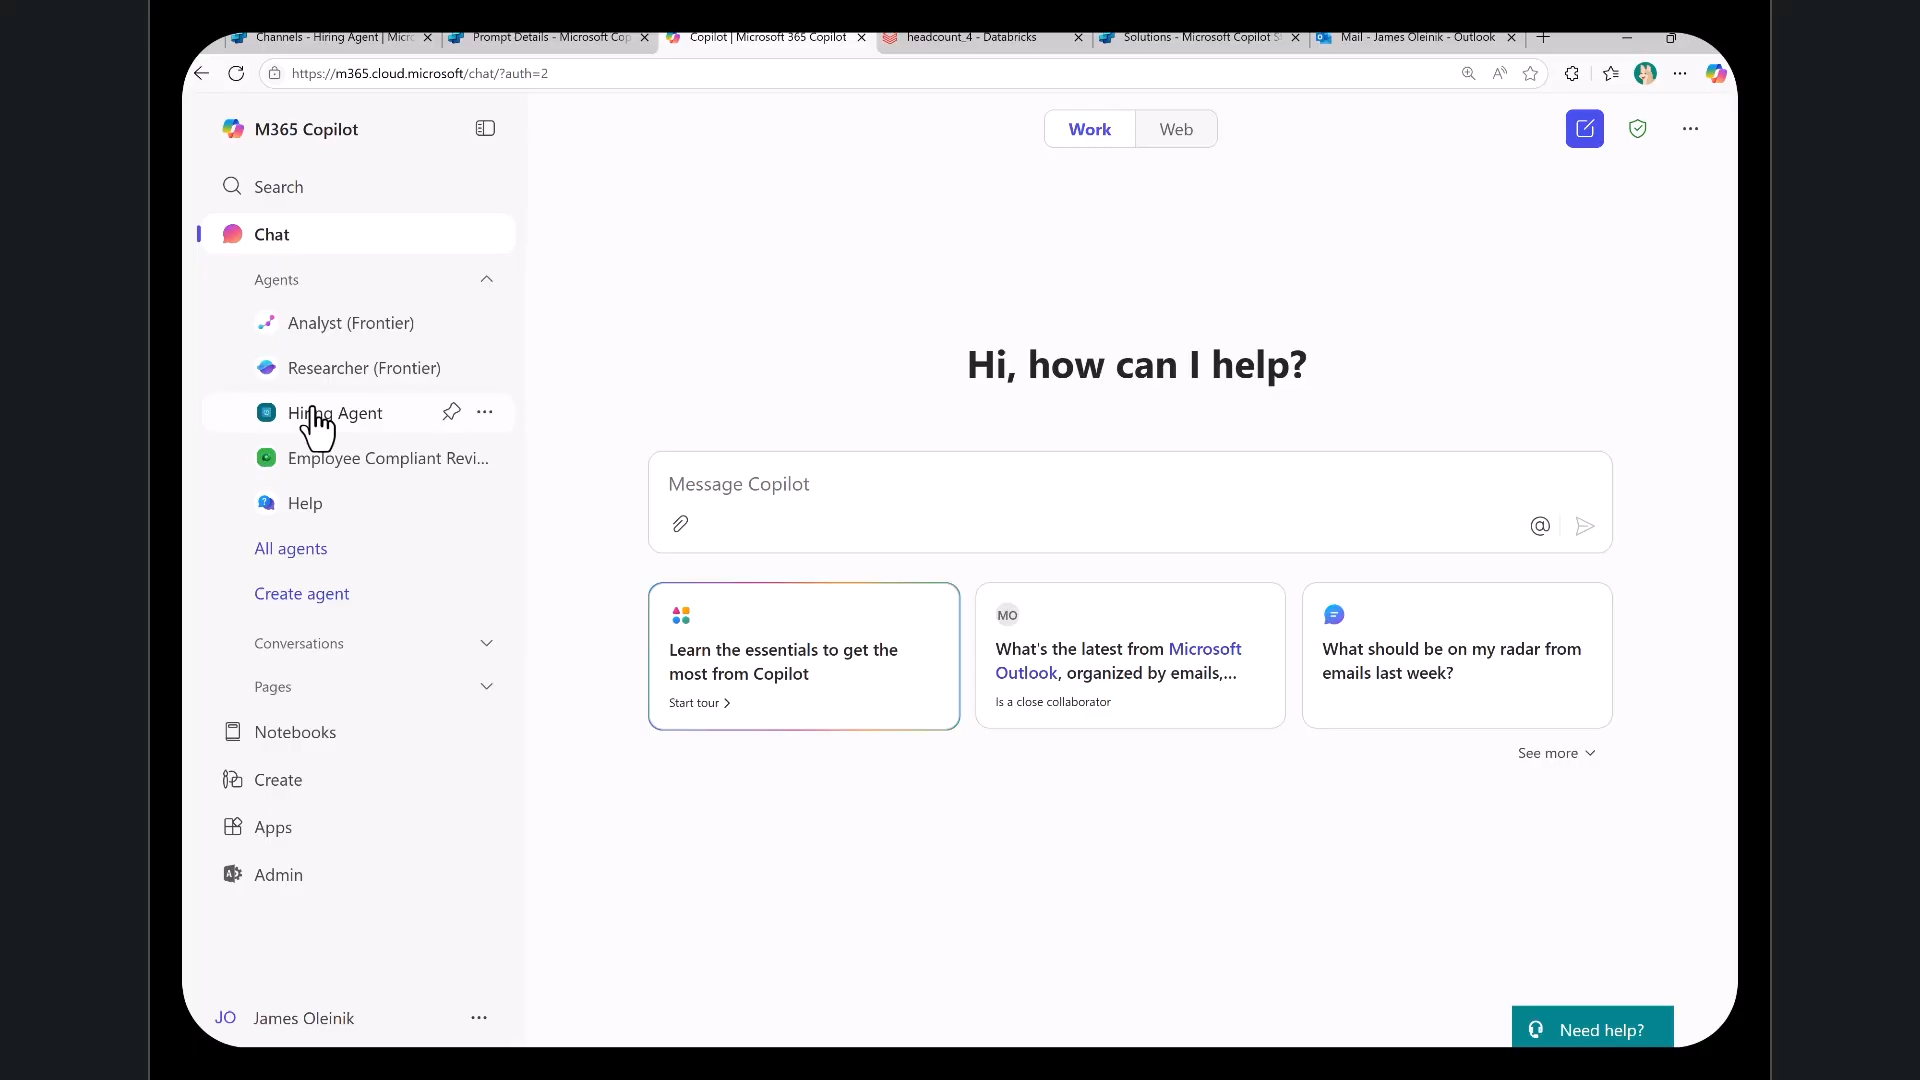 Channels - Hiring Agent | Micr
Prompt Details - Microsoft Cop
Copilot | Microsoft 365 Copilot
headcount_4 - Databricks
Solutions - Microsoft Copilot S
Mail - James Oleinik - Outlook
https://m365.cloud.microsoft/chat/?auth=2
M365 Copilot
Work
Web
Search
Chat
Agents
Analyst (Frontier)
Researcher (Frontier)
Hiring Agent
Employee Compliant Revi...
Help
All agents
Create agent
Conversations
Pages
Notebooks
Create
Apps
Admin
JO James Oleinik
Hi, how can I help?
Message Copilot
Learn the essentials to get the
most from Copilot
Start tour
MO
What's the latest from Microsoft
Outlook, organized by emails,...
Is a close collaborator
What should be on my radar from
emails last week?
See more
Need help?